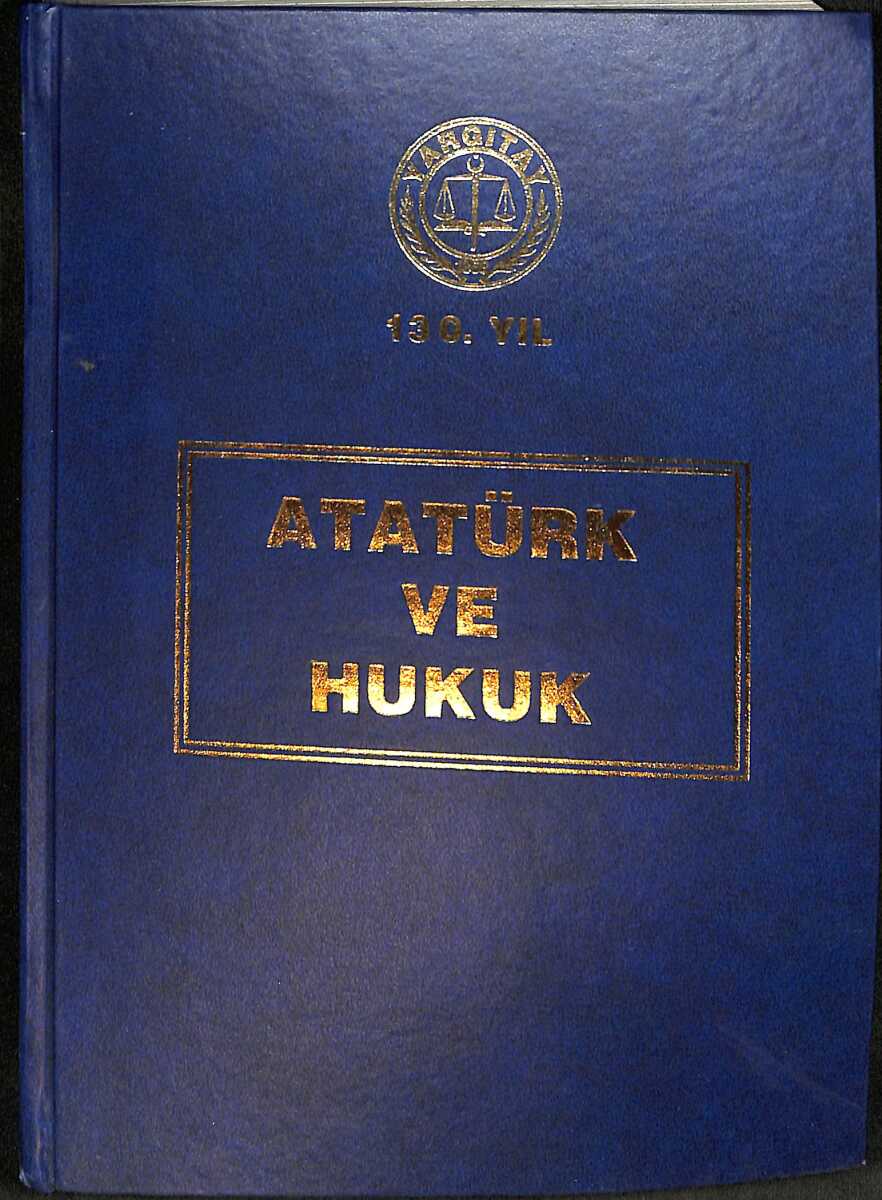 YARGITAY
130. YIL
ATATÜRK
VE
HUKUK